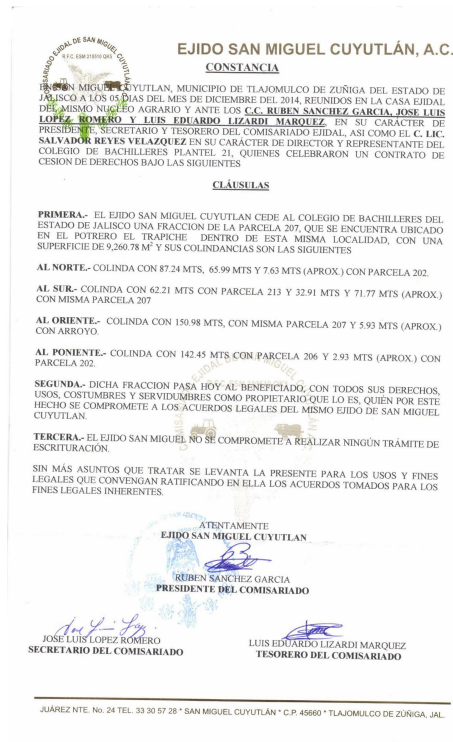 COMISARIADO EJIDAL DE SAN MIGUEL CUYUTLÁN
EJIDO SAN MIGUEL CUYUTLÁN, A.C.
CONSTANCIA
EN SAN MIGUEL CUYUTLAN, MUNICIPIO DE TLAJOMULCO DE ZUÑIGA DEL ESTADO DE
JALISCO A LOS 05 DIAS DEL MES DE DICIEMBRE DEL 2014, REUNIDOS EN LA CASA EJIDAL
DEL MISMO NUCLEO AGRARIO Y ANTE LOS C.C. RUBEN SANCHEZ GARCIA, JOSE LUIS
LOPEZ ROMERO Y LUIS EDUARDO LIZARDI MARQUEZ EN SU CARÁCTER DE
PRESIDENTE, SECRETARIO Y TESORERO DEL COMISARIADO EJIDAL, ASI COMO EL C. LIC.
SALVADOR REYES VELAZQUEZ EN SU CARÁCTER DE DIRECTOR Y REPRESENTANTE DEL
COLEGIO DE BACHILLERES PLANTEL 21, QUIENES CELEBRARON UN CONTRATO DE
CESION DE DERECHOS BAJO LAS SIGUIENTES
CLÁUSULAS
PRIMERA.- EL EJIDO SAN MIGUEL CUYUTLAN CEDE AL COLEGIO DE BACHILLERES DEL
ESTADO DE JALISCO UNA FRACCION DE LA PARCELA 207, QUE SE ENCUENTRA UBICADO
EN EL POTRERO EL TRAPICHE DENTRO DE ESTA MISMA LOCALIDAD, CON UNA
SUPERFICIE DE 9,260.78 M² Y SUS COLINDANCIAS SON LAS SIGUIENTES
AL NORTE.- COLINDA CON 87.24 MTS, 65.99 MTS Y 7.63 MTS (APROX.) CON PARCELA 202.
AL SUR.- COLINDA CON 62.21 MTS CON PARCELA 213 Y 32.91 MTS Y 71.77 MTS (APROX.)
CON MISMA PARCELA 207
AL ORIENTE.- COLINDA CON 150.98 MTS, CON MISMA PARCELA 207 Y 5.93 MTS (APROX.)
CON ARROYO.
AL PONIENTE.- COLINDA CON 142.45 MTS CON PARCELA 206 Y 2.93 MTS (APROX.) CON
PARCELA 202.
SEGUNDA.- DICHA FRACCION PASA HOY AL BENEFICIADO, CON TODOS SUS DERECHOS,
USOS, COSTUMBRES Y SERVIDUMBRES COMO PROPIETARIO QUE LO ES, QUIÉN POR ESTE
HECHO SE COMPROMETE A LOS ACUERDOS LEGALES DEL MISMO EJIDO DE SAN MIGUEL
CUYUTLAN.
TERCERA.- EL EJIDO SAN MIGUEL NO SE COMPROMETE A REALIZAR NINGÚN TRÁMITE DE
ESCRITURACIÓN.
SIN MÁS ASUNTOS QUE TRATAR SE LEVANTA LA PRESENTE PARA LOS USOS Y FINES
LEGALES QUE CONVENGAN RATIFICANDO EN ELLA LOS ACUERDOS TOMADOS PARA LOS
FINES LEGALES INHERENTES.
ATENTAMENTE
EJIDO SAN MIGUEL CUYUTLAN
RUBEN SANCHEZ GARCIA
PRESIDENTE DEL COMISARIADO
JOSE LUIS LOPEZ ROMERO
SECRETARIO DEL COMISARIADO
LUIS EDUARDO LIZARDI MARQUEZ
TESORERO DEL COMISARIADO
JUÁREZ NTE. No. 24 TEL. 33 30 57 28 * SAN MIGUEL CUYUTLÁN * C.P. 45660 * TLAJOMULCO DE ZÚÑIGA, JAL.